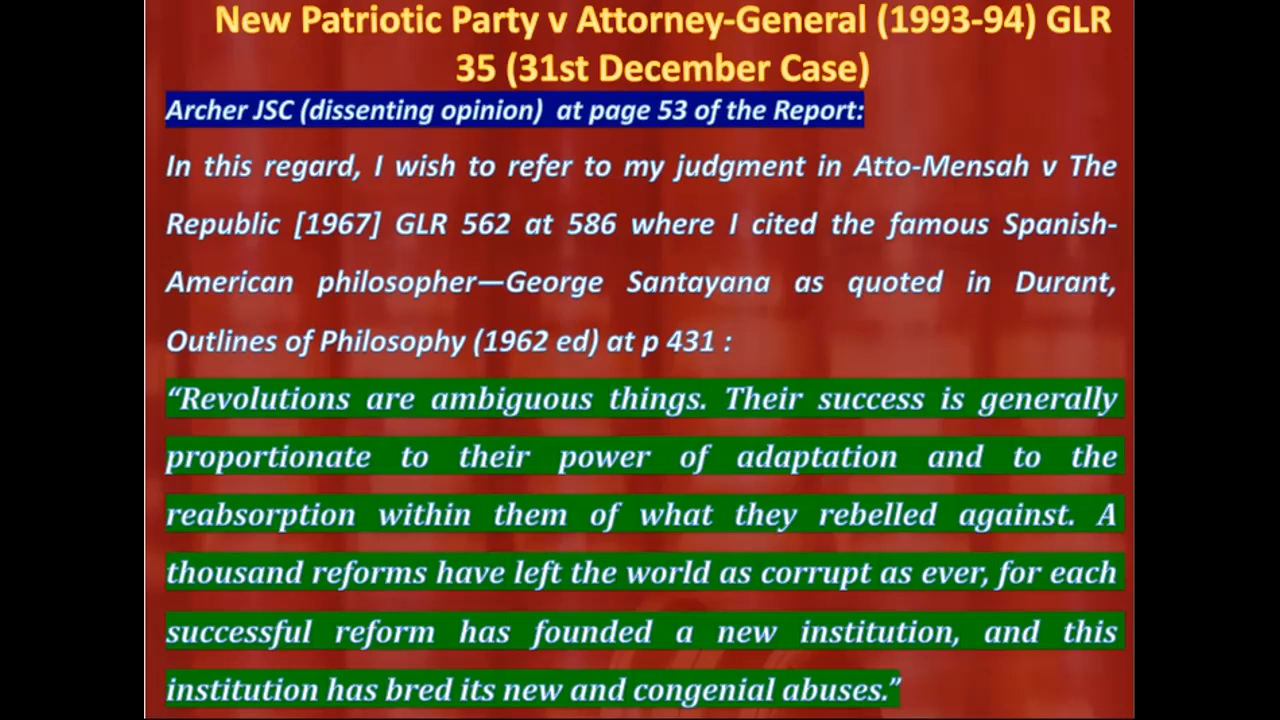 New Patriotic Party v Attorney-General (1993-94) GLR
35 (31st December Case)
Archer JSC (dissenting opinion) at page 53 of the Report:
In this regard, I wish to refer to my judgment in Atto-Mensah v The
Republic [1967] GLR 562 at 586 where I cited the famous Spanish-
American philosopher—George Santayana as quoted in Durant,
Outlines of Philosophy (1962 ed) at p 431 :
“Revolutions are ambiguous things. Their success is generally
proportionate to their power of adaptation and to the
reabsorption within them of what they rebelled against. A
thousand reforms have left the world as corrupt as ever, for each
successful reform has founded a new institution, and this
institution has bred its new and congenial abuses.”